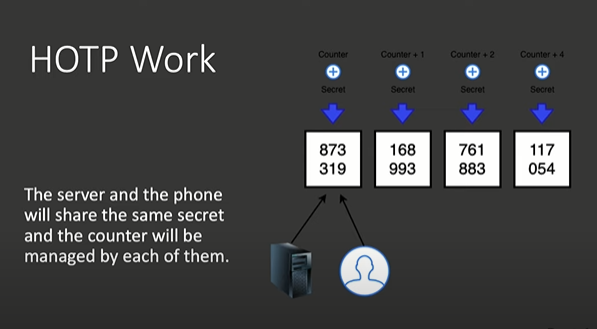 HOTP Work
Counter Counter + 1 Counter + 2 Counter + 4
Secret Secret Secret Secret
873 168 761 117
319 993 883 054
The server and the phone
will share the same secret
and the counter will be
managed by each of them.